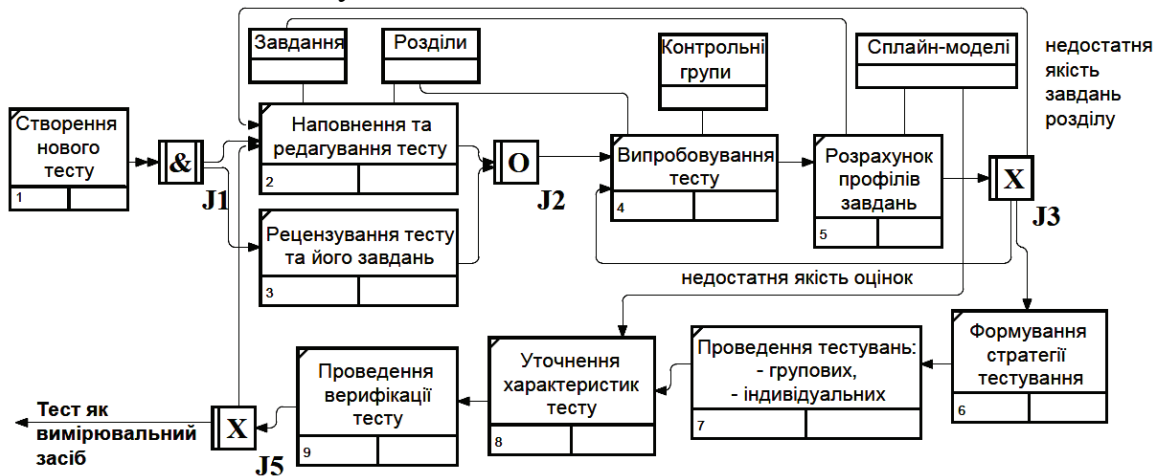 Завдання
Розділи
Контрольні
групи
Сплайн-моделі
недостатня
якість
завдань
розділу
Створення
нового
тесту
1
&
J1
Наповнення та
редагування тесту
2
O
J2
Випробовування
тесту
4
Розрахунок
профілів
завдань
5
X
J3
Рецензування тесту
та його завдань
3
недостатня якість оцінок
Формування
стратегії
тестування
6
Проведення тестувань:
- групових,
- індивідуальних
7
Уточнення
характеристик
тесту
8
Проведення
верифікації
тесту
9
X
J5
Тест як
вимірювальний
засіб